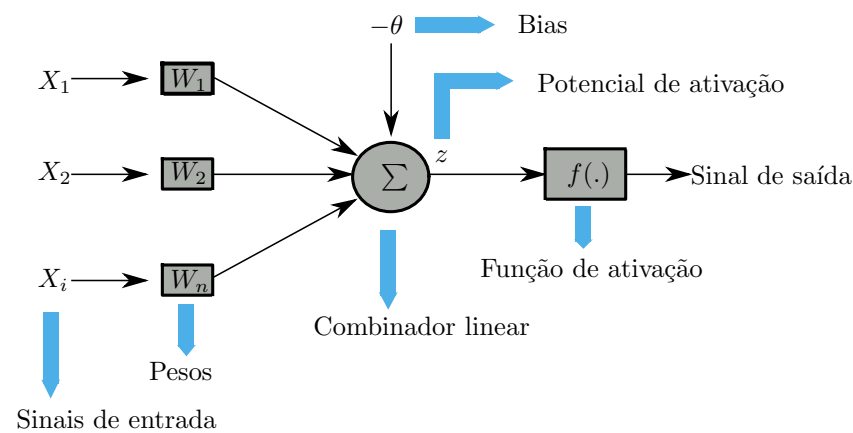 −θ
Bias
X₁
W₁
Potencial de ativação
z
X₂
W₂
∑
f(.)
Sinal de saída
Função de ativação
Xᵢ
Wₙ
Combinador linear
Pesos
Sinais de entrada